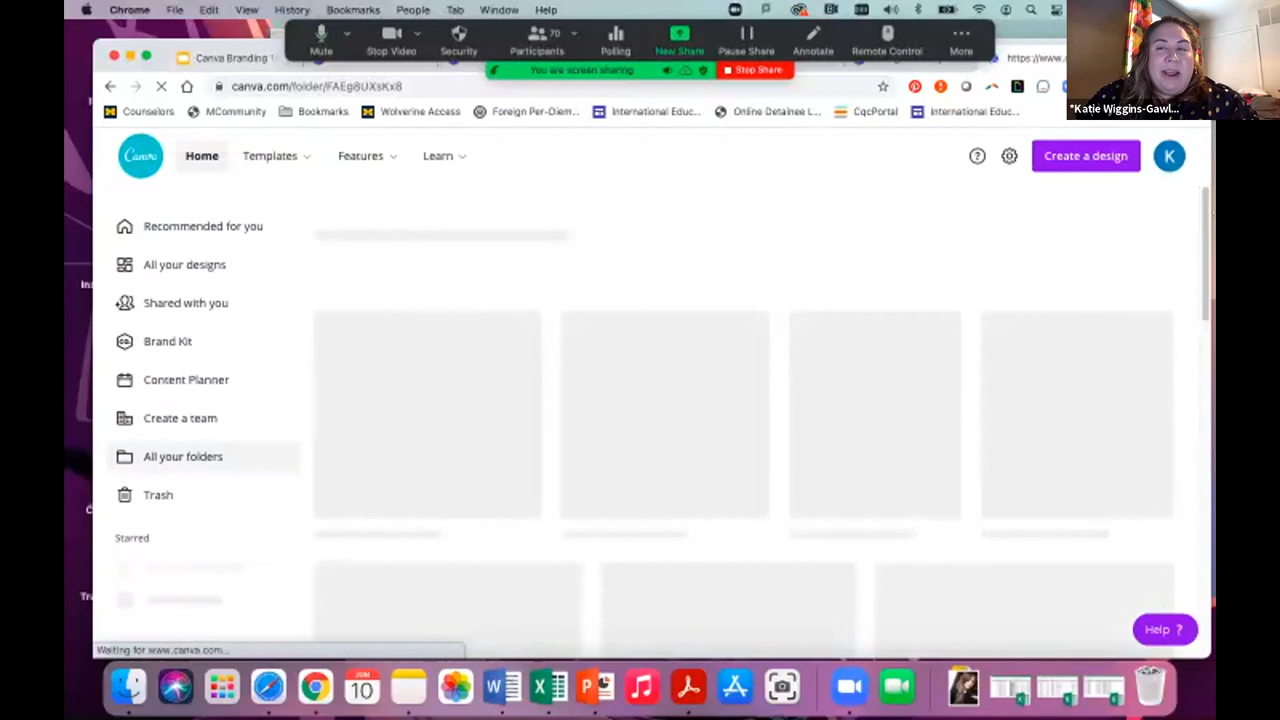 Chrome File Edit View History Bookmarks People Tab Window Help
Mute Stop Video Security Participants 70 Polling New Share Pause Share Annotate Remote Control More
You are screen sharing Stop Share
Canva Branding
https://www.
canva.com/folder/FAEg8UXsKx8
*Katie Wiggins-Gawl...
Counselors MCommunity Bookmarks Wolverine Access Foreign Per-Diem... International Educ... Online Detainee L... CqcPortal International Educ...
Canva Home Templates Features Learn ? Create a design K
Recommended for you
All your designs
Shared with you
Brand Kit
Content Planner
Create a team
All your folders
Trash
Starred
Help ?
Waiting for www.canva.com...
JUN
10